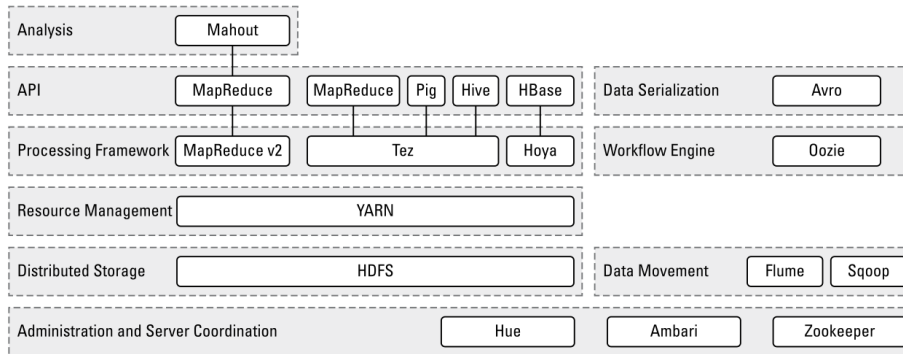 Analysis Mahout
API MapReduce MapReduce Pig Hive HBase Data Serialization Avro
Processing Framework MapReduce v2 Tez Hoya Workflow Engine Oozie
Resource Management YARN
Distributed Storage HDFS Data Movement Flume Sqoop
Administration and Server Coordination Hue Ambari Zookeeper